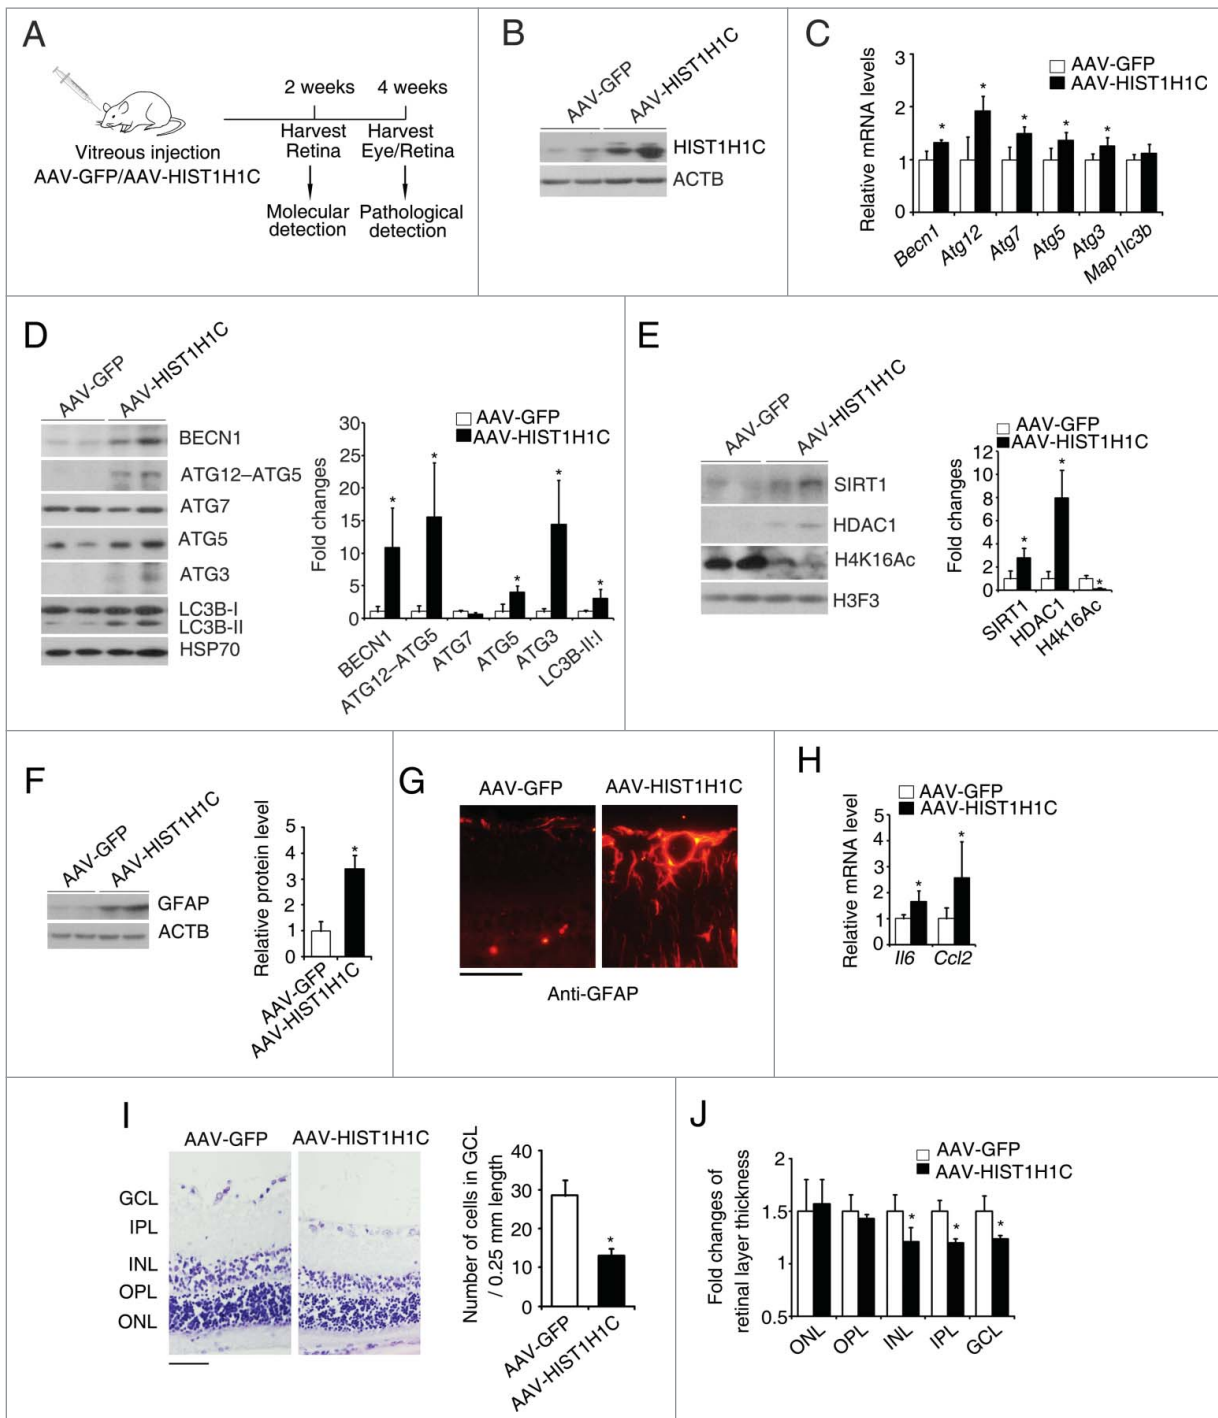 A
2 weeks
4 weeks
Harvest
Retina
Harvest
Eye/Retina
Vitreous injection
AAV-GFP/AAV-HIST1H1C
Molecular
detection
Pathological
detection
B
AAV-GFP
AAV-HIST1H1C
HIST1H1C
ACTB
C
AAV-GFP
AAV-HIST1H1C
Relative mRNA levels
3
2
1
0
*
*
*
*
*
Becn1
Atg12
Atg7
Atg5
Atg3
Map1lc3b
D
AAV-GFP
AAV-HIST1H1C
BECN1
ATG12–ATG5
ATG7
ATG5
ATG3
LC3B-I
LC3B-II
HSP70
AAV-GFP
AAV-HIST1H1C
Fold changes
30
25
20
15
10
5
0
*
*
*
*
*
BECN1
ATG12–ATG5
ATG7
ATG5
ATG3
LC3B-II:I
E
AAV-GFP
AAV-HIST1H1C
SIRT1
HDAC1
H4K16Ac
H3F3
AAV-GFP
AAV-HIST1H1C
Fold changes
12
10
8
6
4
2
0
*
*
*
SIRT1
HDAC1
H4k16Ac
F
AAV-GFP
AAV-HIST1H1C
GFAP
ACTB
Relative protein level
5
4
3
2
1
0
*
AAV-GFP
AAV-HIST1H1C
G
AAV-GFP
AAV-HIST1H1C
Anti-GFAP
H
AAV-GFP
AAV-HIST1H1C
Relative mRNA level
5
4
3
2
1
0
*
*
Il6
Ccl2
I
AAV-GFP
AAV-HIST1H1C
GCL
IPL
INL
OPL
ONL
Number of cells in GCL
/ 0.25 mm length
40
30
20
10
0
*
AAV-GFP
AAV-HIST1H1C
J
AAV-GFP
AAV-HIST1H1C
Fold changes of
retinal layer thickness
2
1.5
1
0.5
*
*
*
ONL
OPL
INL
IPL
GCL